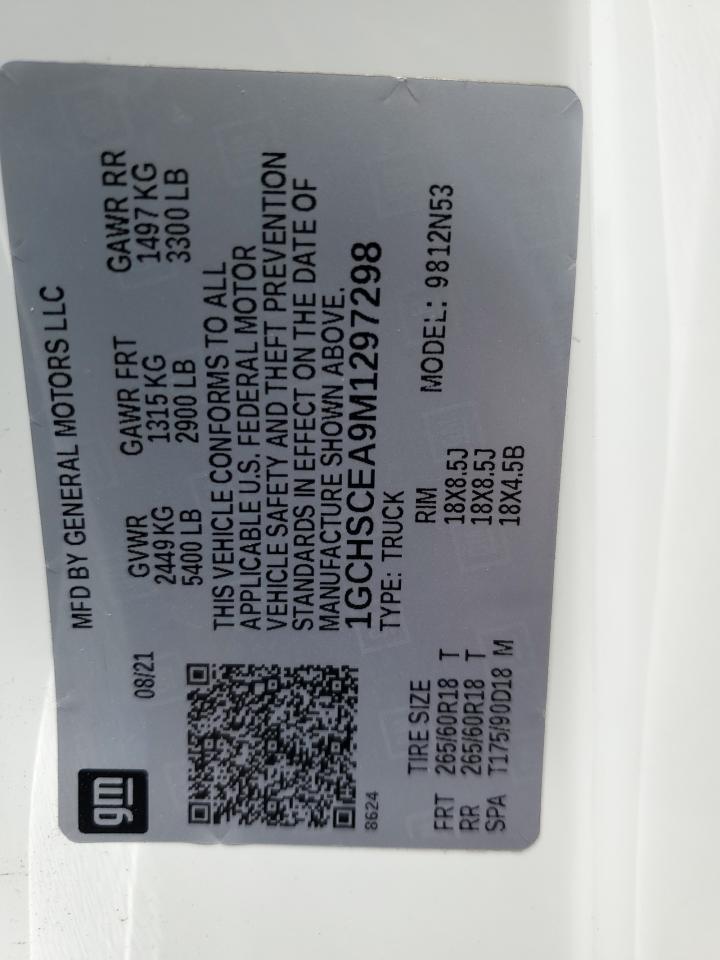 gm
MFD BY GENERAL MOTORS LLC
08/21
GVWR GAWR FRT GAWR RR
2449 KG 1315 KG 1497 KG
5400 LB 2900 LB 3300 LB
THIS VEHICLE CONFORMS TO ALL
APPLICABLE U.S. FEDERAL MOTOR
VEHICLE SAFETY AND THEFT PREVENTION
STANDARDS IN EFFECT ON THE DATE OF
MANUFACTURE SHOWN ABOVE.
1GCHSCEA9M1297298
8624
TYPE: TRUCK
MODEL: 9812N53
TIRE SIZE RIM
FRT 265/60R18 T 18X8.5J
RR 265/60R18 T 18X8.5J
SPA T175/90D18 M 18X4.5B